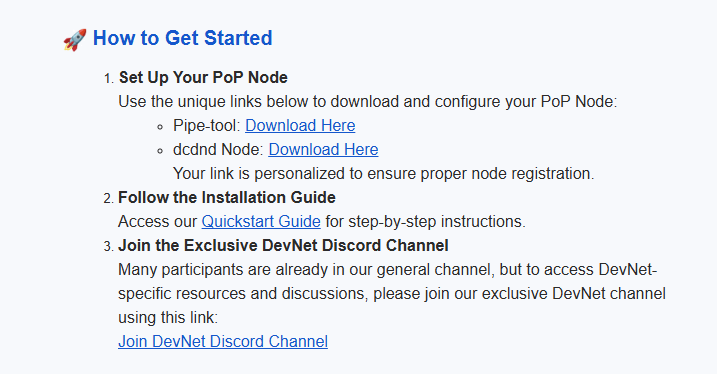 🚀 How to Get Started
1. Set Up Your PoP Node
Use the unique links below to download and configure your PoP Node:
◦ Pipe-tool: Download Here
◦ dcdnd Node: Download Here
Your link is personalized to ensure proper node registration.
2. Follow the Installation Guide
Access our Quickstart Guide for step-by-step instructions.
3. Join the Exclusive DevNet Discord Channel
Many participants are already in our general channel, but to access DevNet-
specific resources and discussions, please join our exclusive DevNet channel
using this link:
Join DevNet Discord Channel